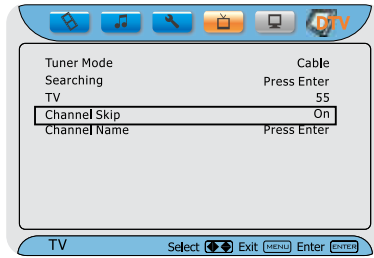 DTV
Tuner Mode Cable
Searching Press Enter
TV 55
Channel Skip On
Channel Name Press Enter
TV Select Exit MENU Enter ENTER